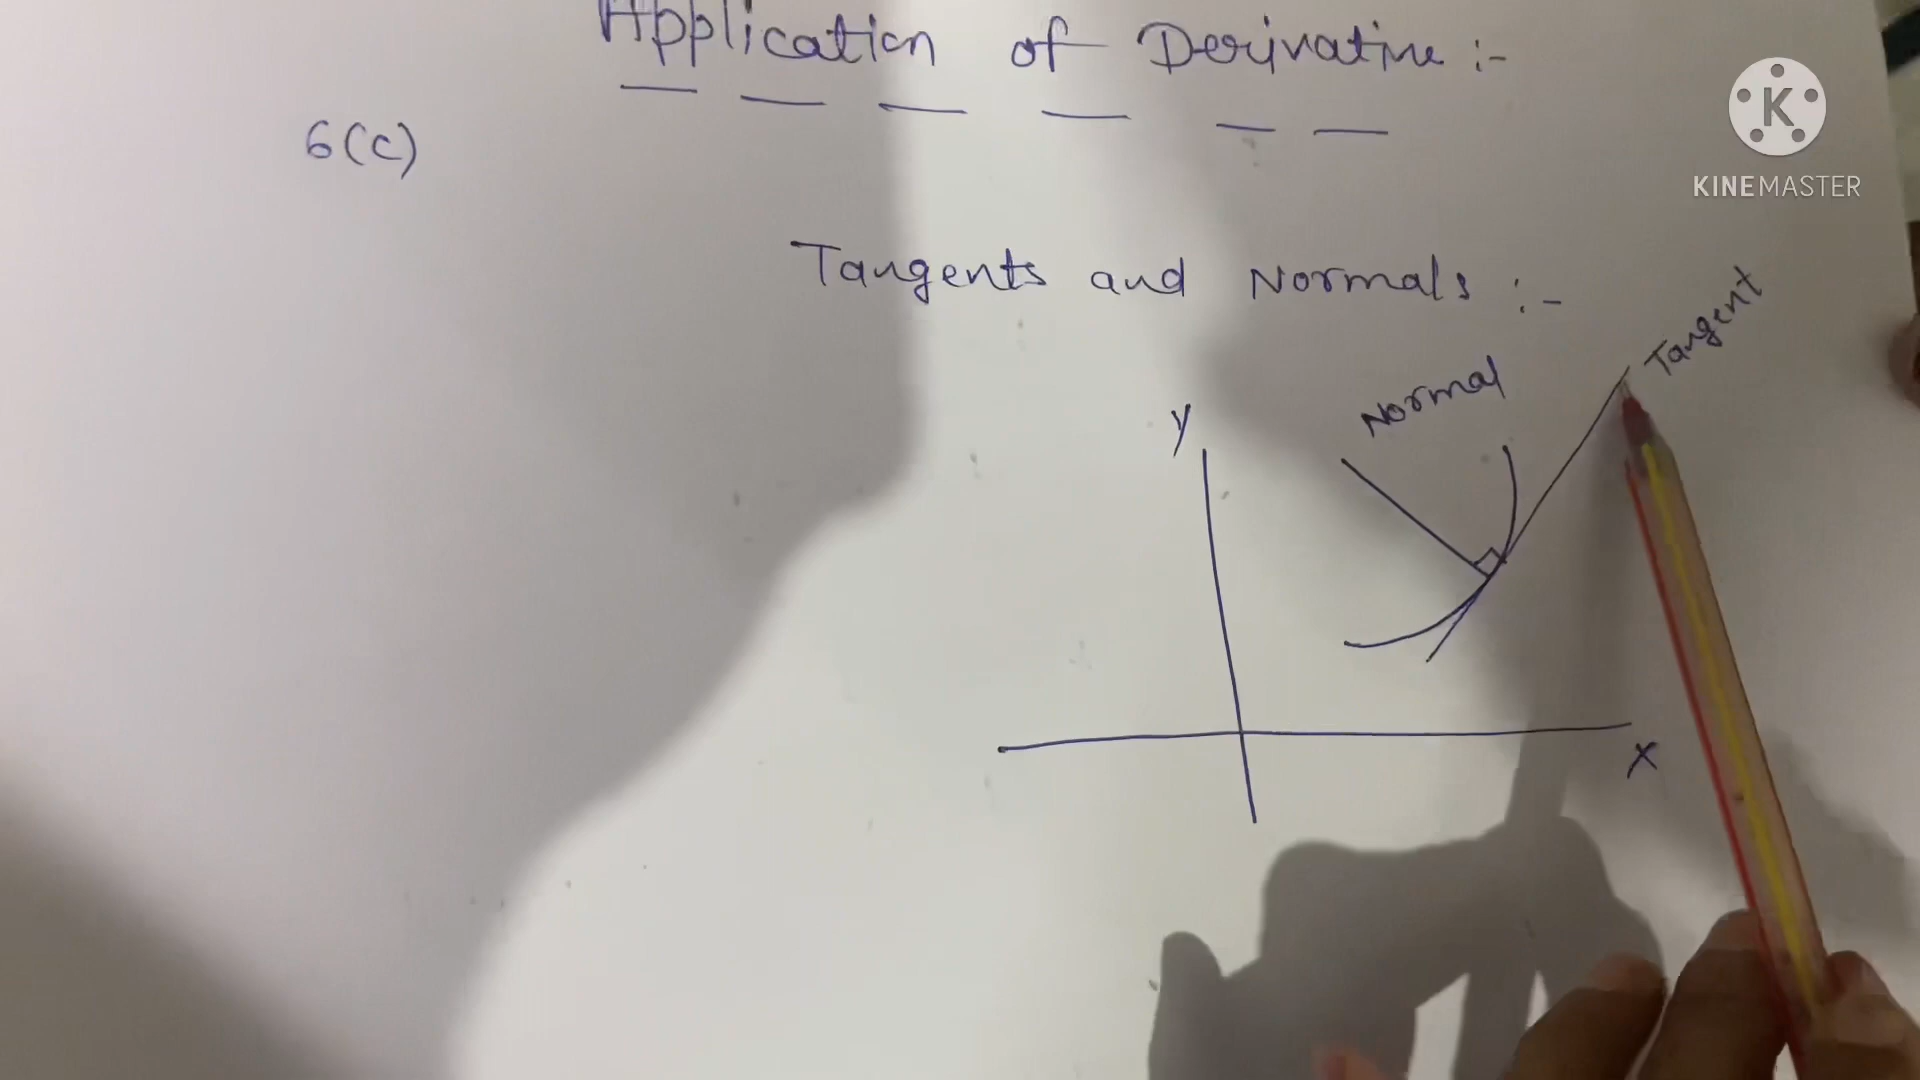 Application of Derivative :-
6(c)
Tangents and Normals :-
Tangent
Normal
y
x
K
KINEMASTER